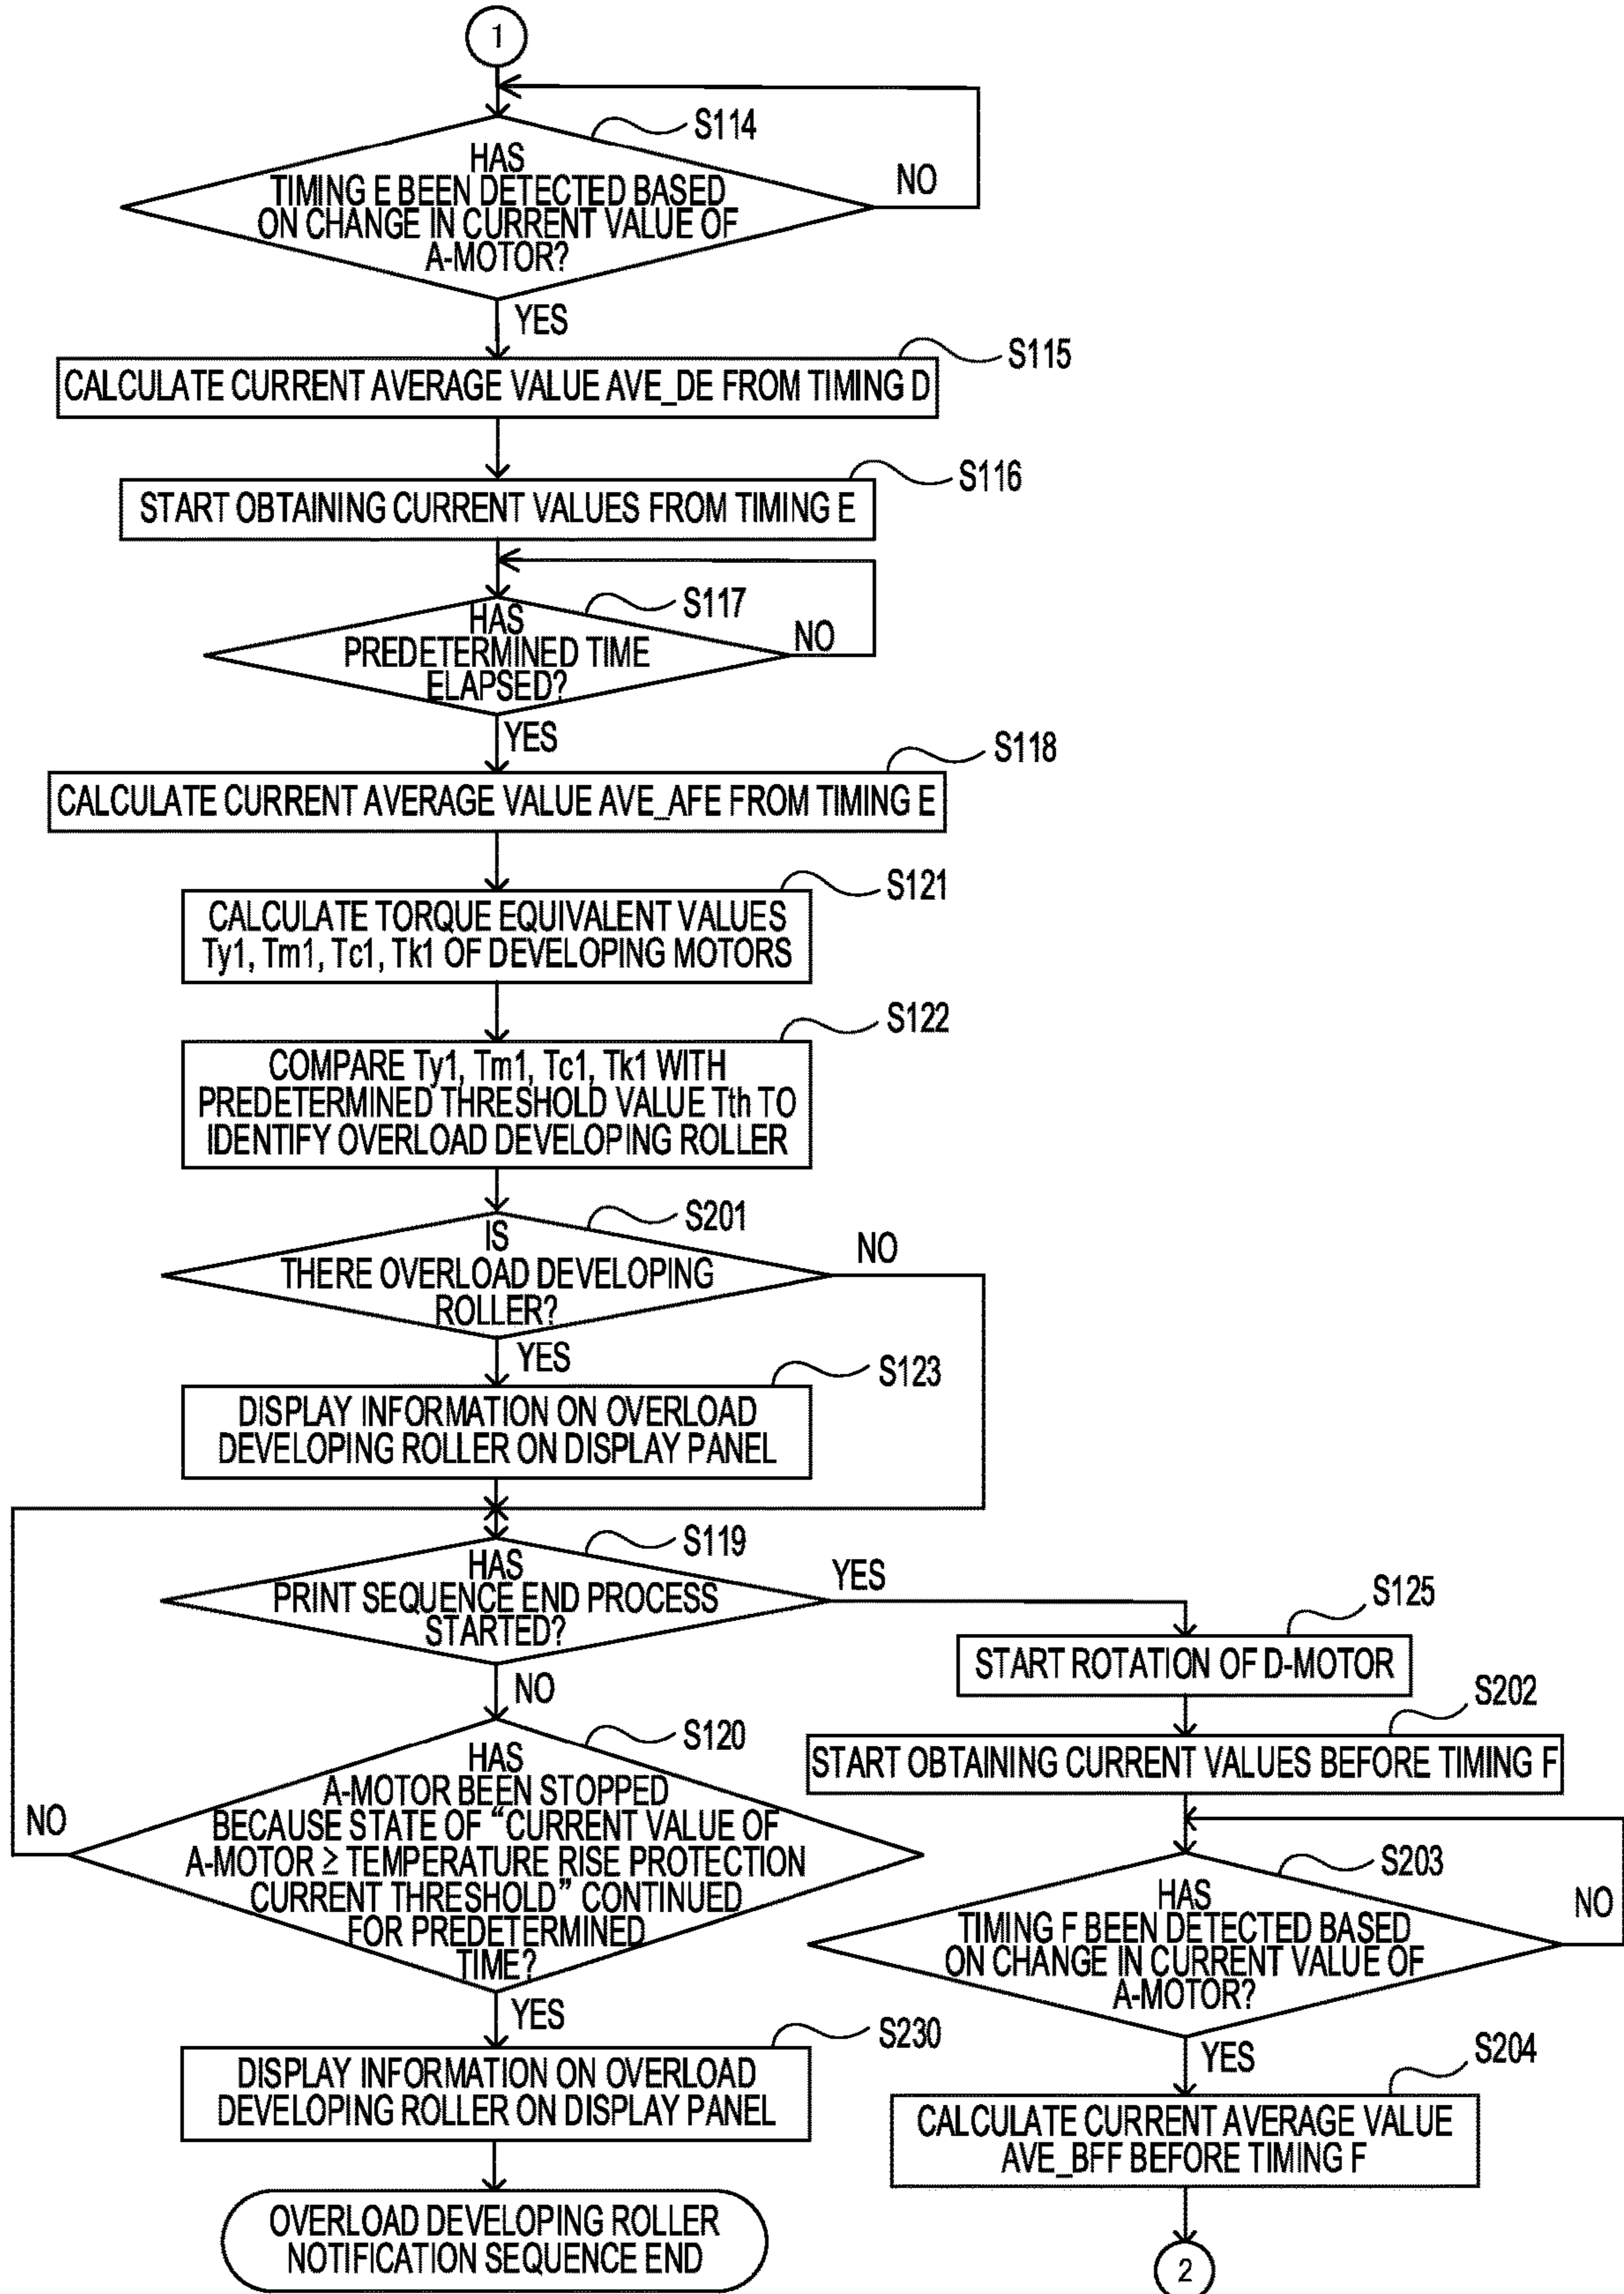 1
S114
HAS
TIMING E BEEN DETECTED BASED
ON CHANGE IN CURRENT VALUE OF
A-MOTOR?
NO
YES
S115
CALCULATE CURRENT AVERAGE VALUE AVE_DE FROM TIMING D
S116
START OBTAINING CURRENT VALUES FROM TIMING E
S117
HAS
PREDETERMINED TIME
ELAPSED?
NO
YES
S118
CALCULATE CURRENT AVERAGE VALUE AVE_AFE FROM TIMING E
S121
CALCULATE TORQUE EQUIVALENT VALUES
Ty1, Tm1, Tc1, Tk1 OF DEVELOPING MOTORS
S122
COMPARE Ty1, Tm1, Tc1, Tk1 WITH
PREDETERMINED THRESHOLD VALUE Tth TO
IDENTIFY OVERLOAD DEVELOPING ROLLER
S201
IS
THERE OVERLOAD DEVELOPING
ROLLER?
NO
YES
S123
DISPLAY INFORMATION ON OVERLOAD
DEVELOPING ROLLER ON DISPLAY PANEL
S119
HAS
PRINT SEQUENCE END PROCESS
STARTED?
YES
NO
S120
HAS
A-MOTOR BEEN STOPPED
BECAUSE STATE OF “CURRENT VALUE OF
A-MOTOR ≥ TEMPERATURE RISE PROTECTION
CURRENT THRESHOLD” CONTINUED
FOR PREDETERMINED
TIME?
NO
YES
S230
DISPLAY INFORMATION ON OVERLOAD
DEVELOPING ROLLER ON DISPLAY PANEL
OVERLOAD DEVELOPING ROLLER
NOTIFICATION SEQUENCE END
S125
START ROTATION OF D-MOTOR
S202
START OBTAINING CURRENT VALUES BEFORE TIMING F
S203
HAS
TIMING F BEEN DETECTED BASED
ON CHANGE IN CURRENT VALUE OF
A-MOTOR?
NO
YES
S204
CALCULATE CURRENT AVERAGE VALUE
AVE_BFF BEFORE TIMING F
2